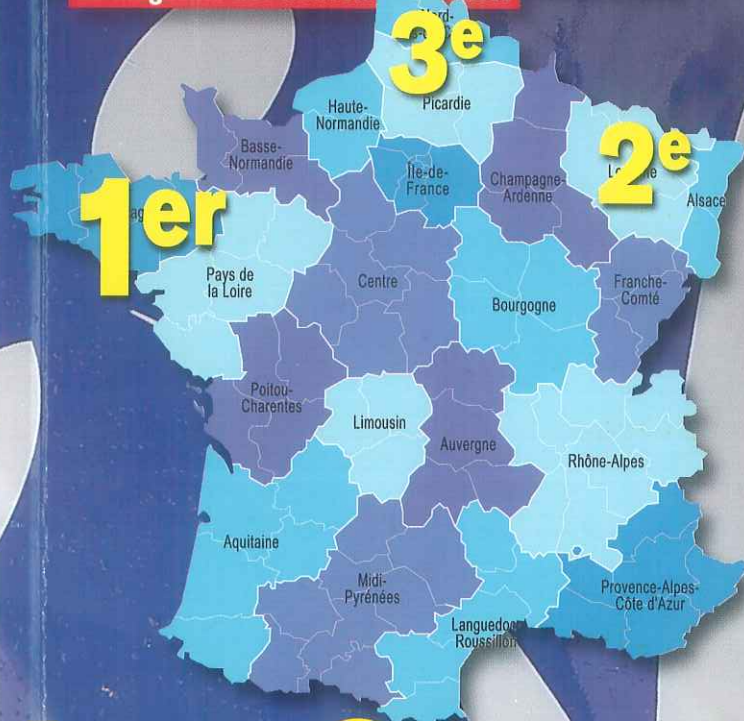 3e
Picardie
Haute-
Normandie
Basse-
Normandie
Île-de-
France
Champagne-
Ardenne
2e
Alsace
1er
Pays de
la Loire
Centre
Bourgogne
Franche-
Comté
Poitou-
Charentes
Limousin
Auvergne
Rhône-Alpes
Aquitaine
Midi-
Pyrénées
Provence-Alpes-
Côte d'Azur
Languedoc
Roussillon